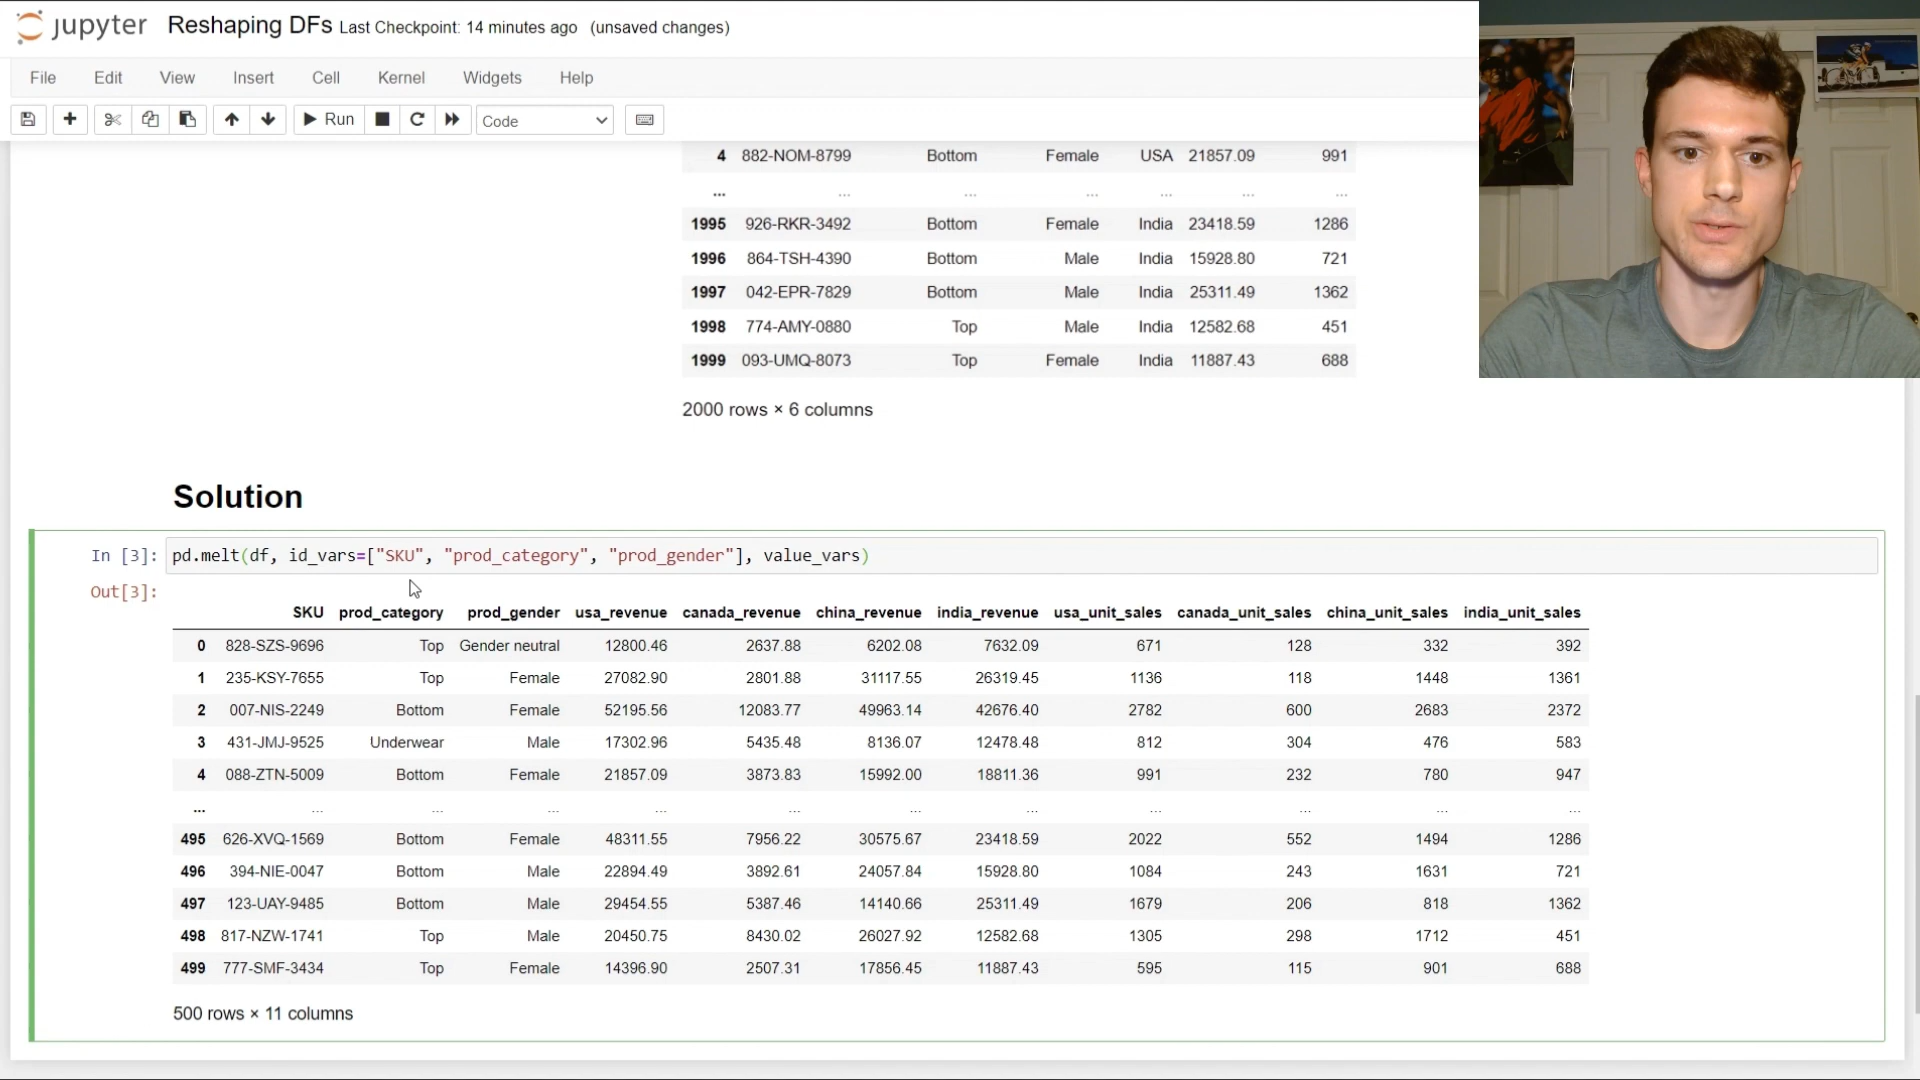 jupyter Reshaping DFs Last Checkpoint: 14 minutes ago (unsaved changes)
File Edit View Insert Cell Kernel Widgets Help
Run Code
4 882-NOM-8799 Bottom Female USA 21857.09 991
... ... ... ... ... ... ...
1995 926-RKR-3492 Bottom Female India 23418.59 1286
1996 864-TSH-4390 Bottom Male India 15928.80 721
1997 042-EPR-7829 Bottom Male India 25311.49 1362
1998 774-AMY-0880 Top Male India 12582.68 451
1999 093-UMQ-8073 Top Female India 11887.43 688
2000 rows × 6 columns
Solution
In [3]: pd.melt(df, id_vars=["SKU", "prod_category", "prod_gender"], value_vars)
Out[3]:
SKU prod_category prod_gender usa_revenue canada_revenue china_revenue india_revenue usa_unit_sales canada_unit_sales china_unit_sales india_unit_sales
0 828-SZS-9696 Top Gender neutral 12800.46 2637.88 6202.08 7632.09 671 128 332 392
1 235-KSY-7655 Top Female 27082.90 2801.88 31117.55 26319.45 1136 118 1448 1361
2 007-NIS-2249 Bottom Female 52195.56 12083.77 49963.14 42676.40 2782 600 2683 2372
3 431-JMJ-9525 Underwear Male 17302.96 5435.48 8136.07 12478.48 812 304 476 583
4 088-ZTN-5009 Bottom Female 21857.09 3873.83 15992.00 18811.36 991 232 780 947
... ... ... ... ... ... ... ... ... ... ... ...
495 626-XVQ-1569 Bottom Female 48311.55 7956.22 30575.67 23418.59 2022 552 1494 1286
496 394-NIE-0047 Bottom Male 22894.49 3892.61 24057.84 15928.80 1084 243 1631 721
497 123-UAY-9485 Bottom Male 29454.55 5387.46 14140.66 25311.49 1679 206 818 1362
498 817-NZW-1741 Top Male 20450.75 8430.02 26027.92 12582.68 1305 298 1712 451
499 777-SMF-3434 Top Female 14396.90 2507.31 17856.45 11887.43 595 115 901 688
500 rows × 11 columns